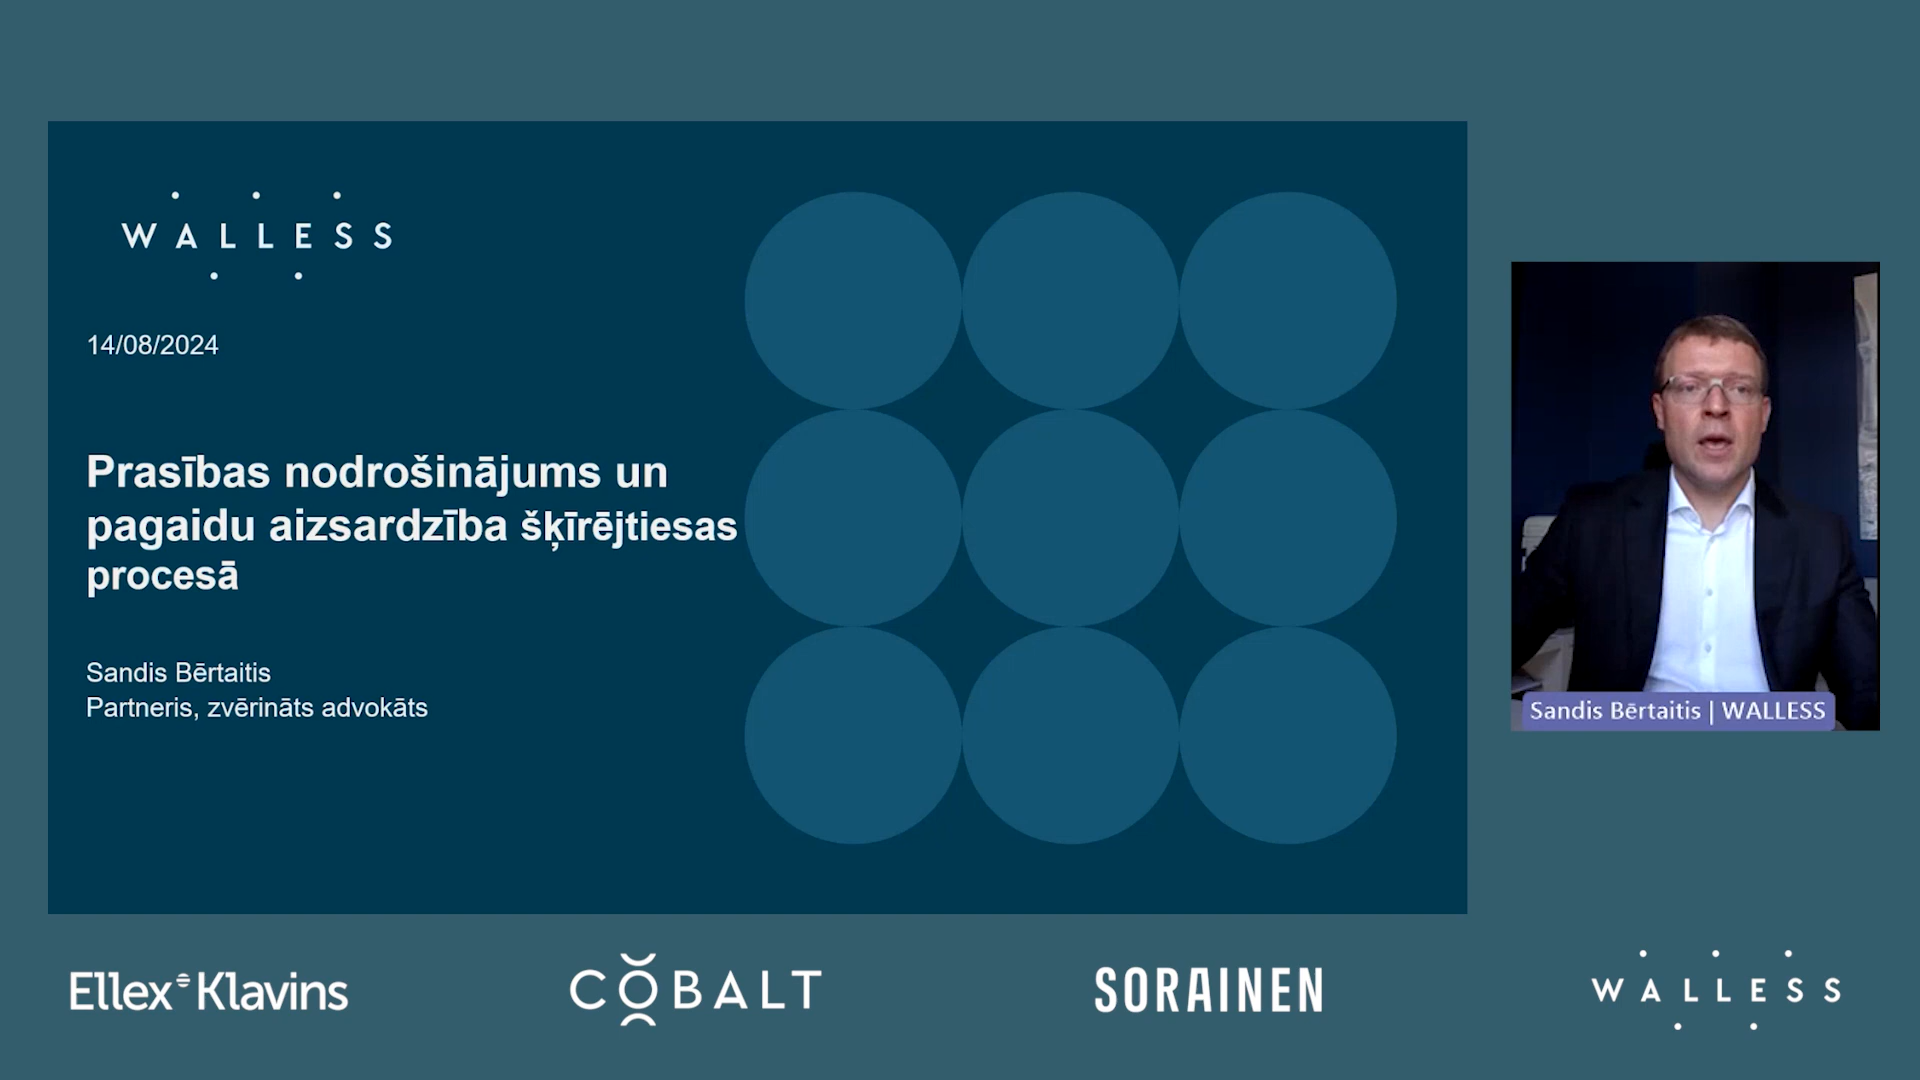 WALLESS
14/08/2024
Prasības nodrošinājums un
pagaidu aizsardzība šķīrējtiesas
procesā
Sandis Bērtaitis
Partneris, zvērināts advokāts
Sandis Bērtaitis | WALLESS
Ellex Klavins
COBALT
SORAINEN
WALLESS